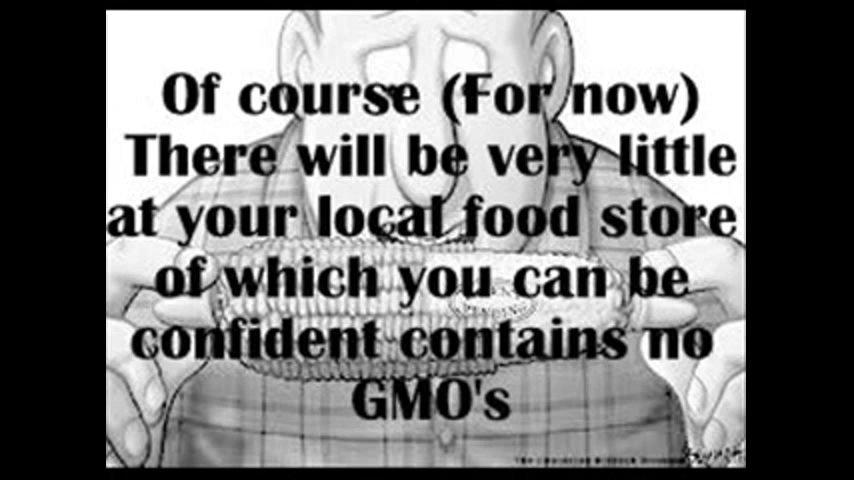 Of course (For now)
There will be very little
at your local food store
of which you can be
confident contains no
GMO's
PENDING